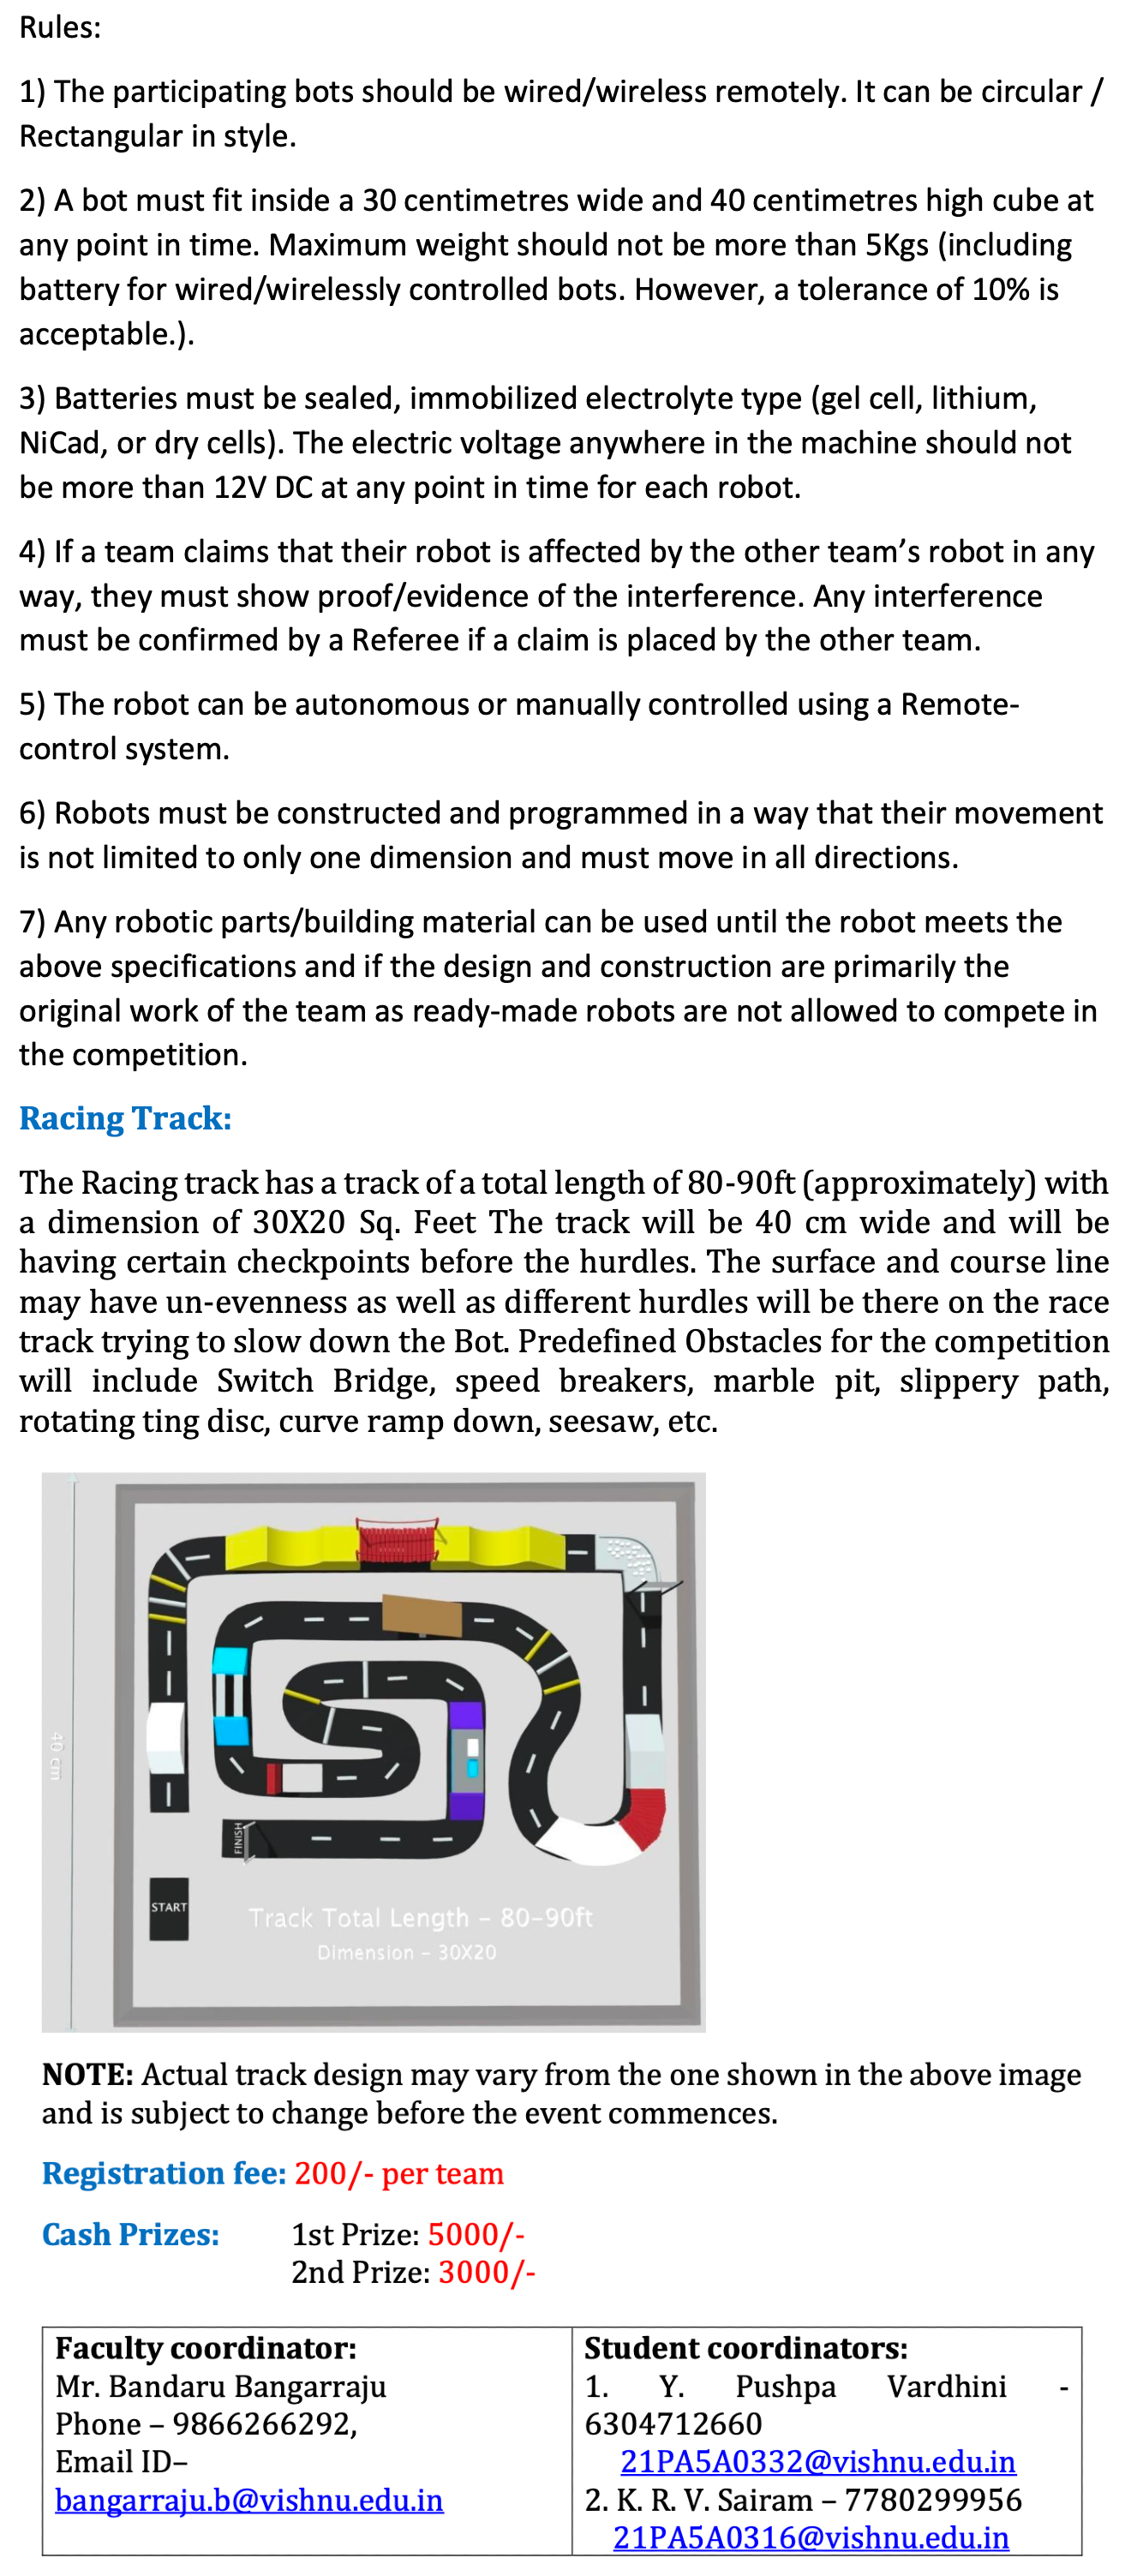 Rules:
1) The participating bots should be wired/wireless remotely. It can be circular /
Rectangular in style.
2) A bot must fit inside a 30 centimetres wide and 40 centimetres high cube at
any point in time. Maximum weight should not be more than 5Kgs (including
battery for wired/wirelessly controlled bots. However, a tolerance of 10% is
acceptable.).
3) Batteries must be sealed, immobilized electrolyte type (gel cell, lithium,
NiCad, or dry cells). The electric voltage anywhere in the machine should not
be more than 12V DC at any point in time for each robot.
4) If a team claims that their robot is affected by the other team’s robot in any
way, they must show proof/evidence of the interference. Any interference
must be confirmed by a Referee if a claim is placed by the other team.
5) The robot can be autonomous or manually controlled using a Remote-
control system.
6) Robots must be constructed and programmed in a way that their movement
is not limited to only one dimension and must move in all directions.
7) Any robotic parts/building material can be used until the robot meets the
above specifications and if the design and construction are primarily the
original work of the team as ready-made robots are not allowed to compete in
the competition.
Racing Track:
The Racing track has a track of a total length of 80-90ft (approximately) with
a dimension of 30X20 Sq. Feet The track will be 40 cm wide and will be
having certain checkpoints before the hurdles. The surface and course line
may have un-evenness as well as different hurdles will be there on the race
track trying to slow down the Bot. Predefined Obstacles for the competition
will include Switch Bridge, speed breakers, marble pit, slippery path,
rotating ting disc, curve ramp down, seesaw, etc.
40 cm
FINISH
START
Track Total Length - 80-90ft
Dimension - 30X20
NOTE: Actual track design may vary from the one shown in the above image
and is subject to change before the event commences.
Registration fee: 200/- per team
Cash Prizes: 1st Prize: 5000/-
2nd Prize: 3000/-
Faculty coordinator:
Mr. Bandaru Bangarraju
Phone – 9866266292,
Email ID–
bangarraju.b@vishnu.edu.in
Student coordinators:
1. Y. Pushpa Vardhini -
6304712660
21PA5A0332@vishnu.edu.in
2. K. R. V. Sairam – 7780299956
21PA5A0316@vishnu.edu.in